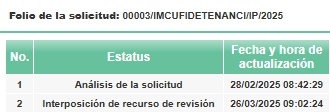 Folio de la solicitud: 00003/IMCUFIDETENANCI/IP/2025
No. Estatus Fecha y hora de
actualización
1 Análisis de la solicitud 28/02/2025 08:42:29
2 Interposición de recurso de revisión 26/03/2025 09:02:24